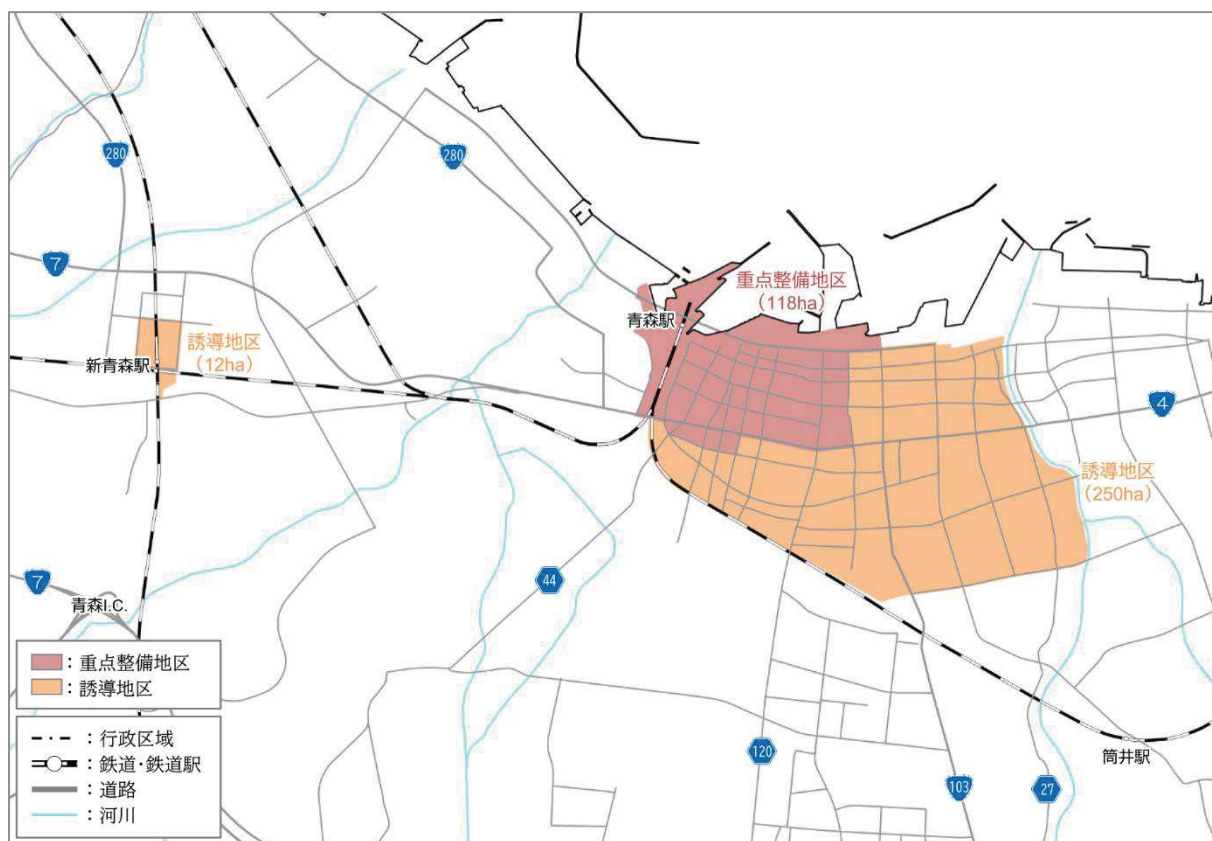 280
280
7
重点整備地区
（118ha）
青森駅
誘導地区
（12ha）
新青森駅
4
誘導地区
（250ha）
7
44
青森I.C.
：重点整備地区
：誘導地区
：行政区域
：鉄道・鉄道駅
：道路
：河川
120
筒井駅
103
27